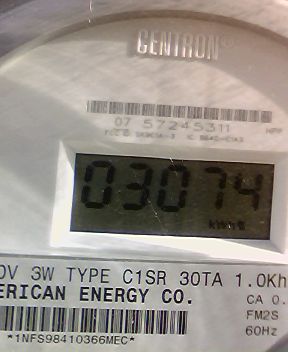 CENTRON®
07 57245311
03074
0V 3W TYPE C1SR 30TA 1.0Kh
ERICAN ENERGY CO.
CA 0.
FM2S
*1NFS98410366MEC*
60Hz